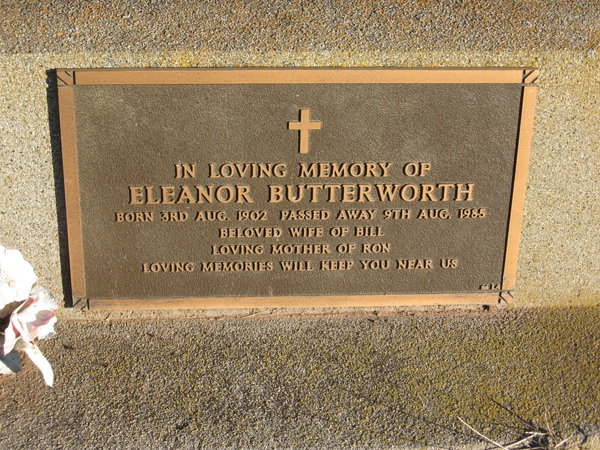 IN LOVING MEMORY OF
ELEANOR BUTTERWORTH
BORN 3RD AUG. 1902 PASSED AWAY 9TH AUG. 1985
BELOVED WIFE OF BILL
LOVING MOTHER OF RON
LOVING MEMORIES WILL KEEP YOU NEAR US